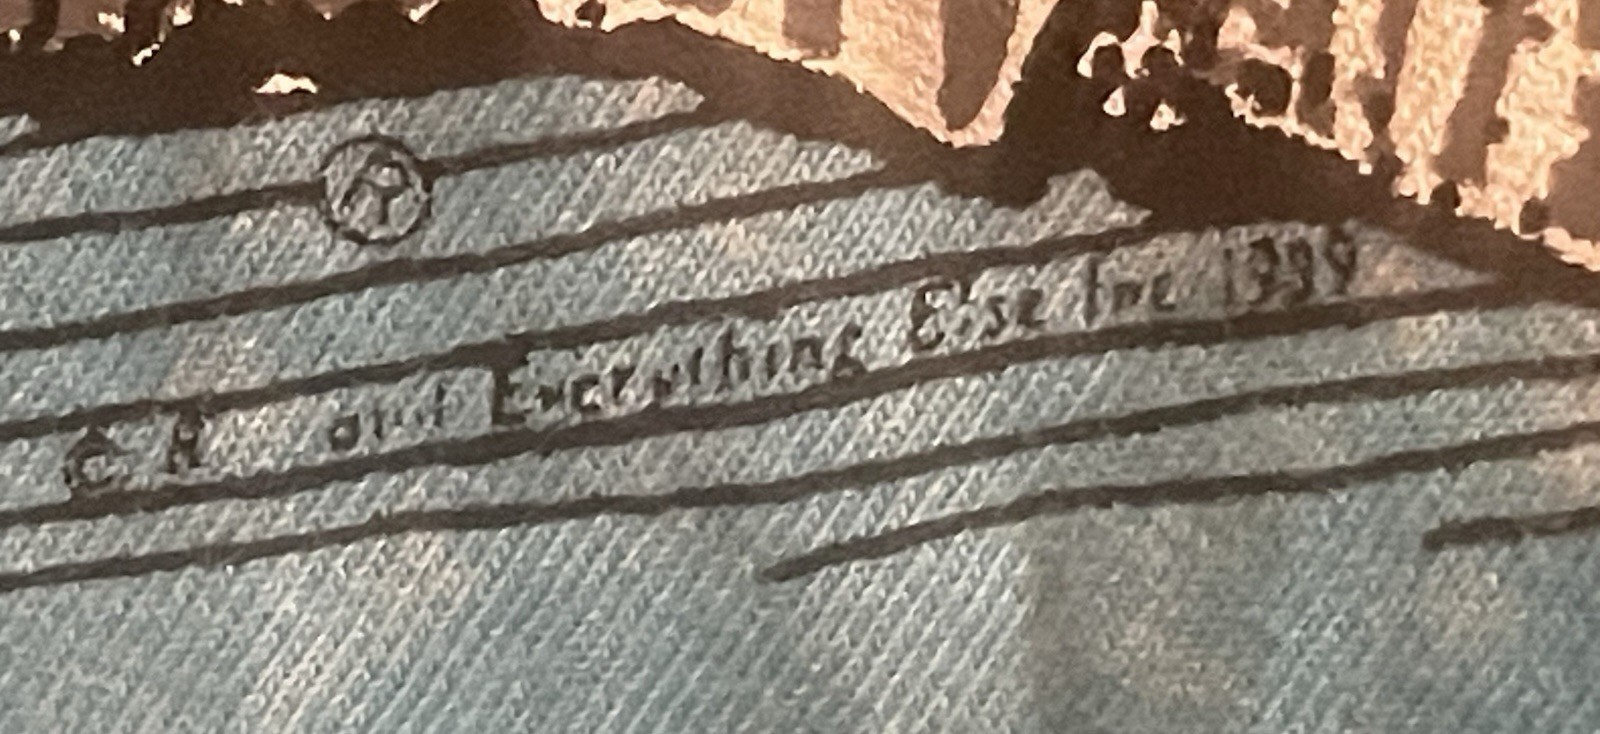 © A and Everything Else Inc 1999